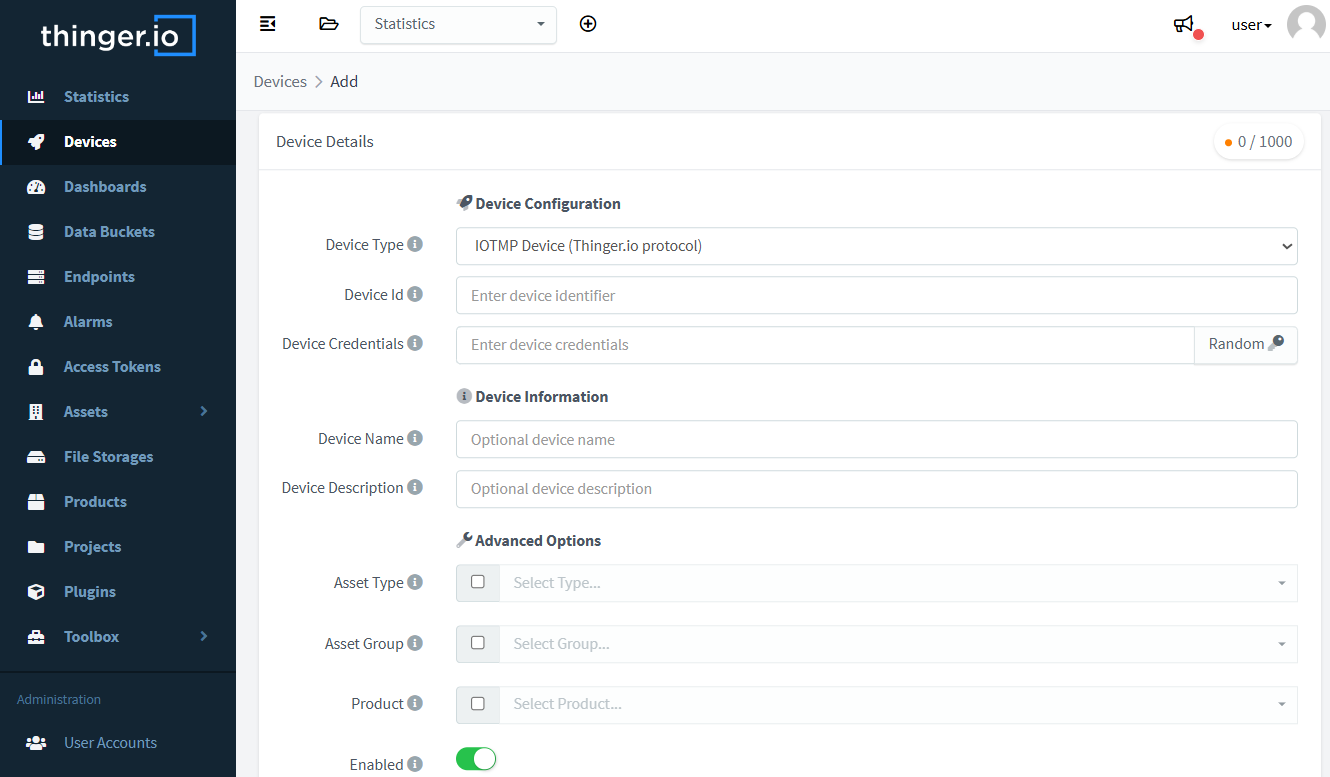 thinger.io
Statistics
user
Statistics
Devices
Dashboards
Data Buckets
Endpoints
Alarms
Access Tokens
Assets
File Storages
Products
Projects
Plugins
Toolbox
Administration
User Accounts
Devices > Add
Device Details
0 / 1000
Device Configuration
Device Type
IOTMP Device (Thinger.io protocol)
Device Id
Enter device identifier
Device Credentials
Enter device credentials
Random
Device Information
Device Name
Optional device name
Device Description
Optional device description
Advanced Options
Asset Type
Select Type...
Asset Group
Select Group...
Product
Select Product...
Enabled